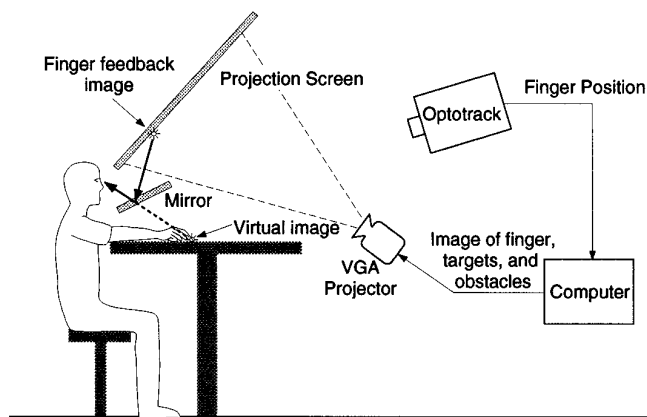 Finger feedback
image
Projection Screen
Finger Position
Optotrack
Mirror
Virtual image
VGA
Projector
Image of finger,
targets, and
obstacles
Computer